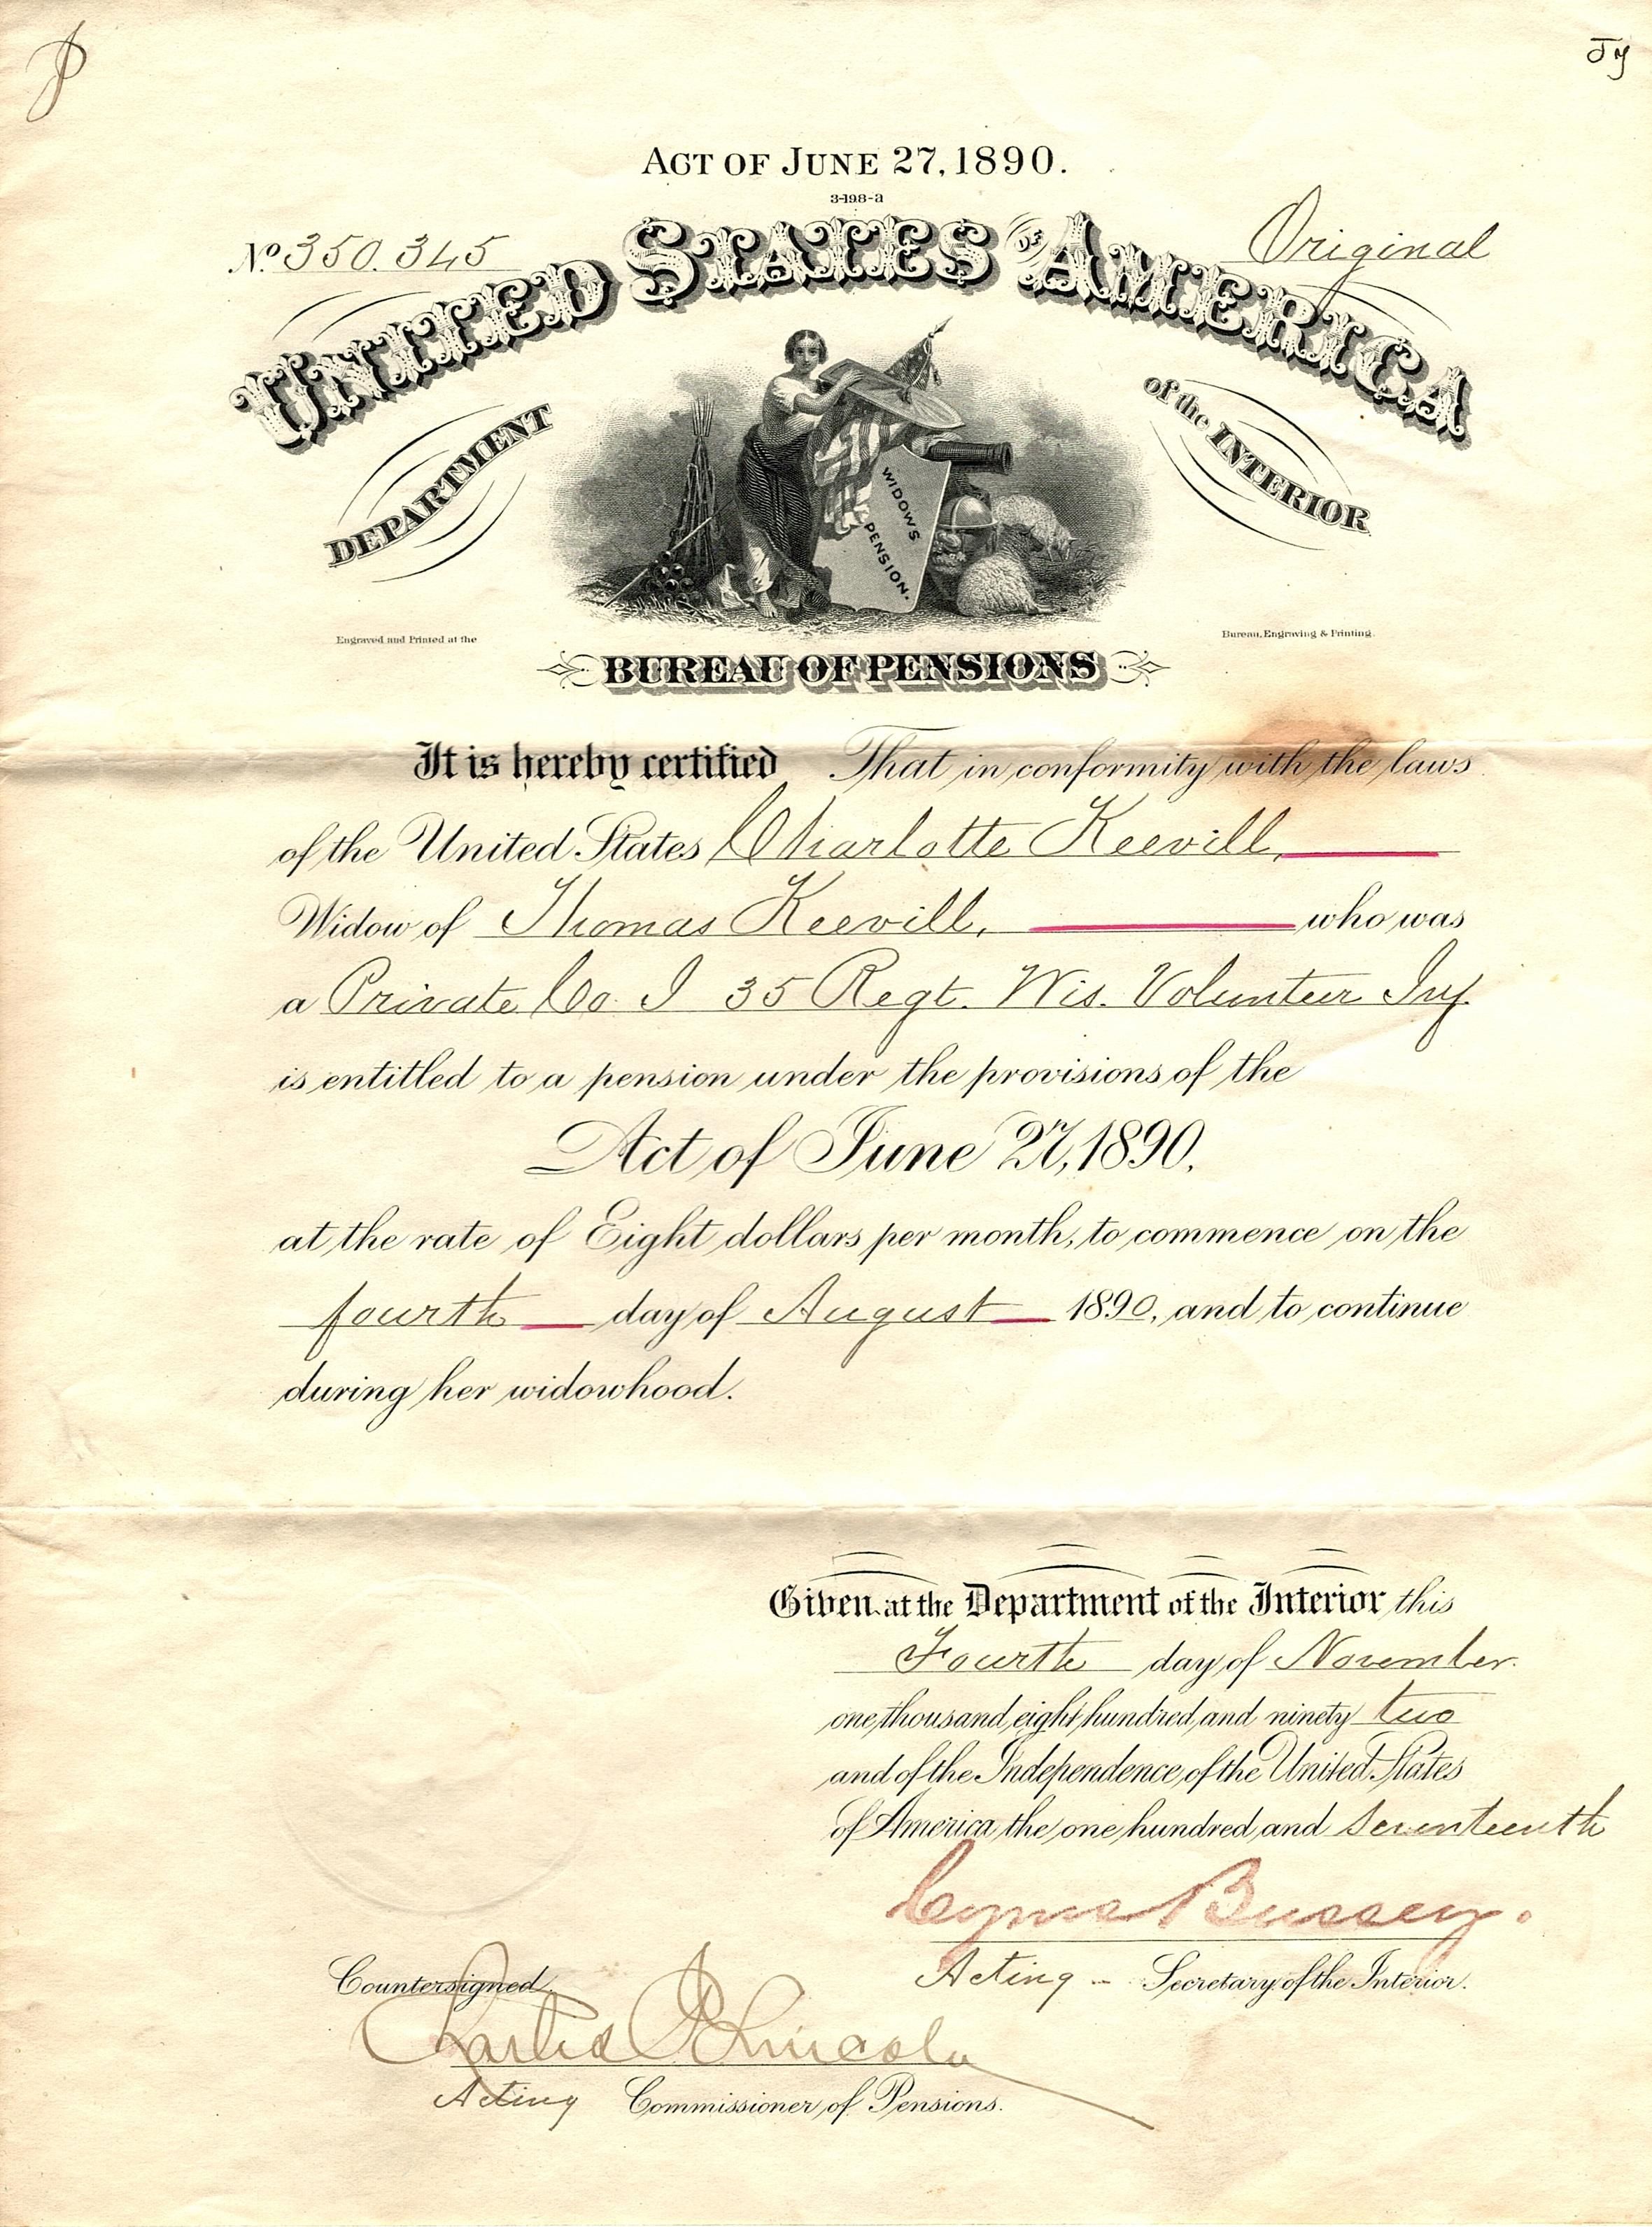 Jy
ACT OF JUNE 27, 1890.
3-198-a
No. 350.345
Original
UNITED STATES OF AMERICA
DEPARTMENT of the INTERIOR
WIDOWS
PENSION.
Engraved and Printed at the Bureau, Engraving & Printing.
BUREAU OF PENSIONS
It is hereby certified That in conformity with the laws
of the United States Charlotte Keevill,
Widow of Thomas Keevill, who was
a Private Co. I 35 Regt. Wis. Volunteer Inf.
is entitled to a pension under the provisions of the
Act of June 27, 1890.
at the rate of Eight dollars per month, to commence on the
fourth day of August 1890, and to continue
during her widowhood.
Given at the Department of the Interior this
Fourth day of November
one thousand eight hundred and ninety two
and of the Independence of the United States
of America the one hundred and seventeenth
Cyrus Bussey.
Acting - Secretary of the Interior.
Countersigned,
Charles P Lincoln
Acting Commissioner of Pensions.